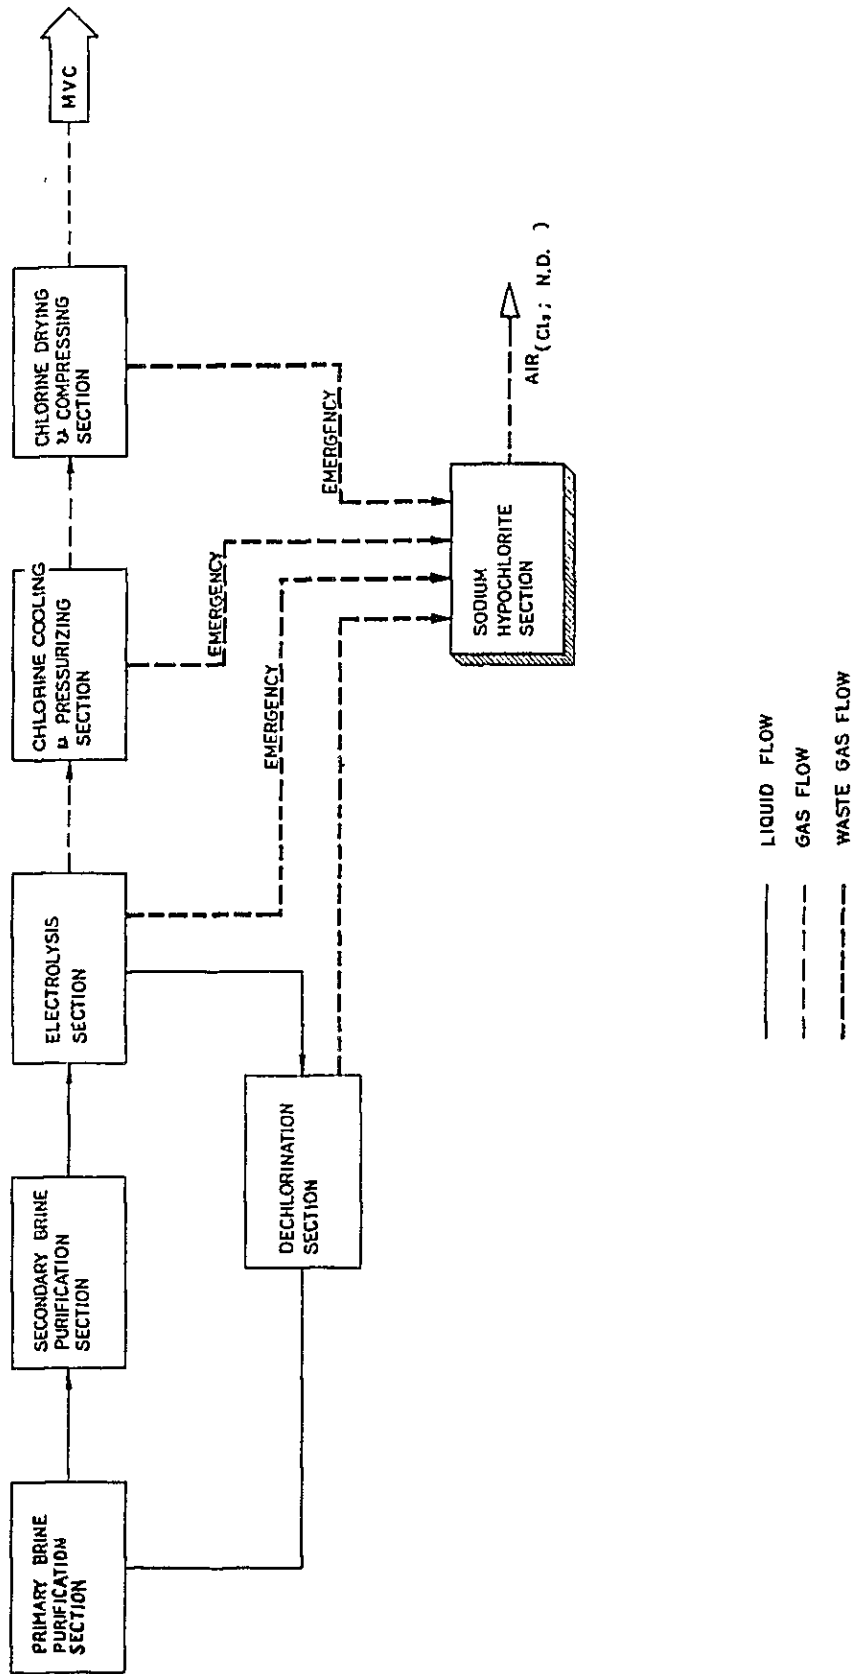 PRIMARY BRINE
PURIFICATION
SECTION
SECONDARY BRINE
PURIFICATION
SECTION
ELECTROLYSIS
SECTION
CHLORINE COOLING
& PRESSURIZING
SECTION
CHLORINE DRYING
& COMPRESSING
SECTION
MVC
DECHLORINATION
SECTION
EMERGENCY
EMERGENCY
EMERGENCY
SODIUM
HYPOCHLORITE
SECTION
AIR (Cl₂; N.D. )
LIQUID FLOW
GAS FLOW
WASTE GAS FLOW